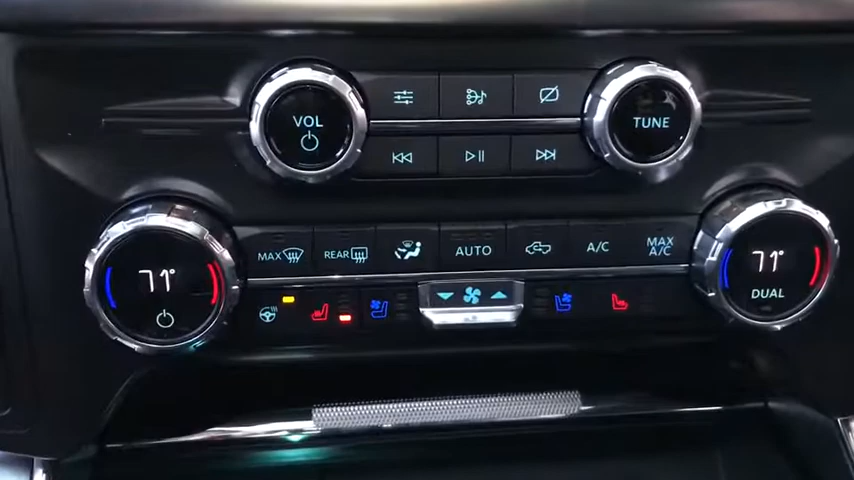 VOL
TUNE
MAX
REAR
AUTO
A/C
MAX
A/C
71°
71°
DUAL